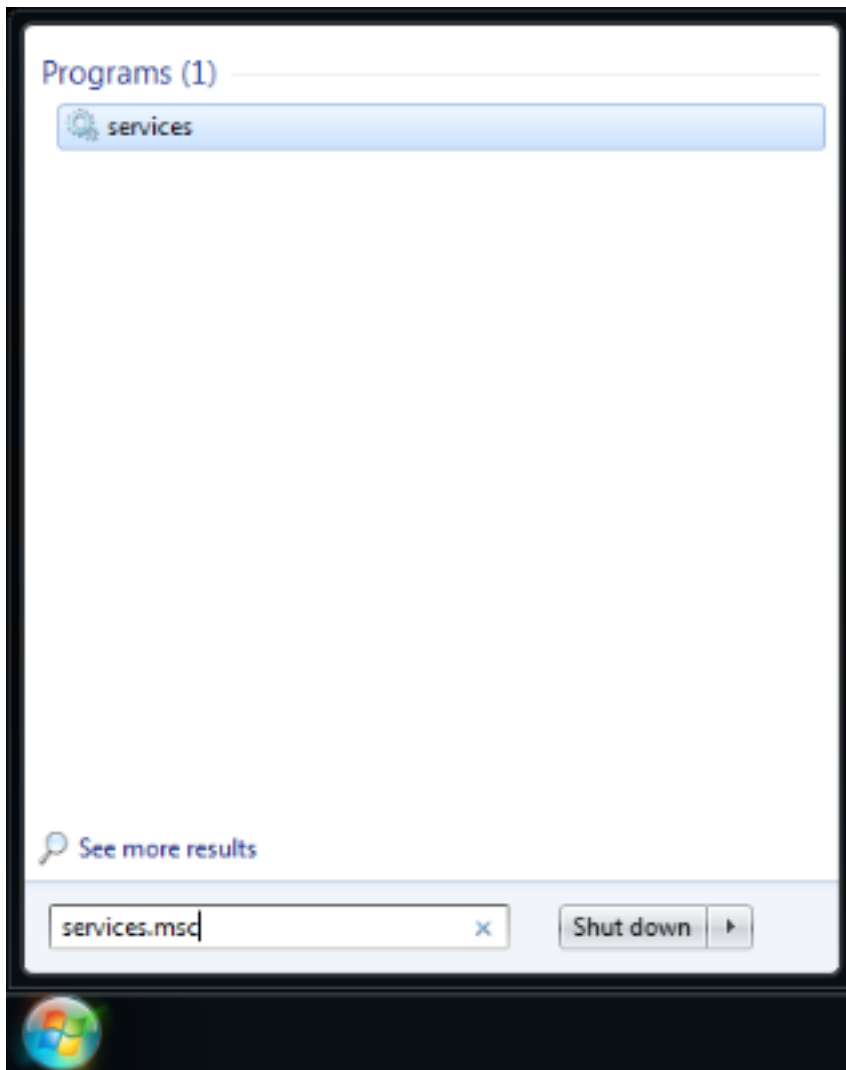 Programs (1)
services
See more results
services.msc
Shut down